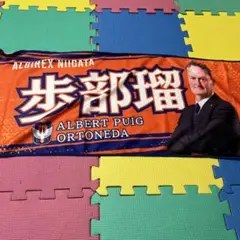 ALBIREX NIIGATA
歩部瑠
ALBERT PUIG
ORTONEDA